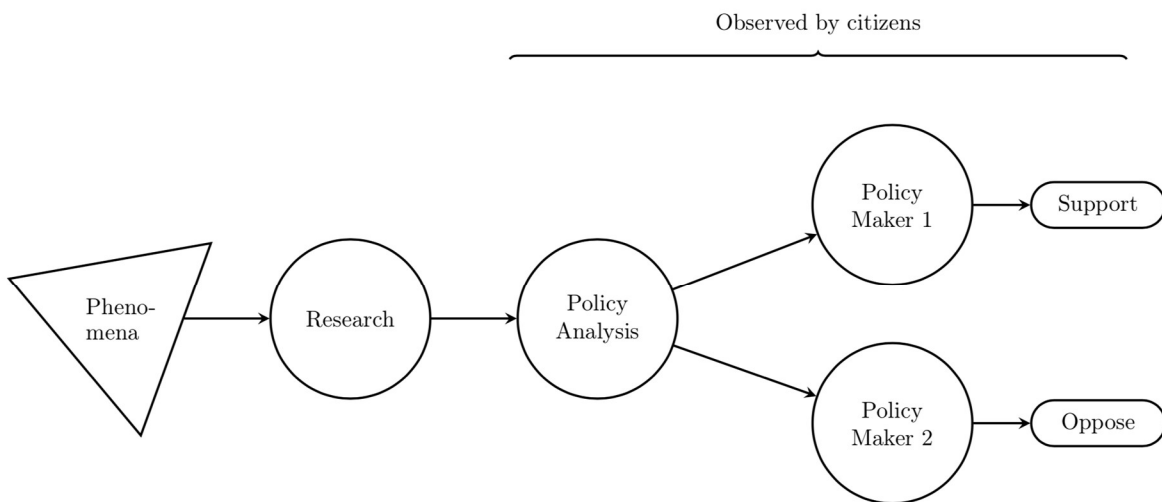 Observed by citizens
Policy
Maker 1
Support
Pheno-
mena
Research
Policy
Analysis
Policy
Maker 2
Oppose